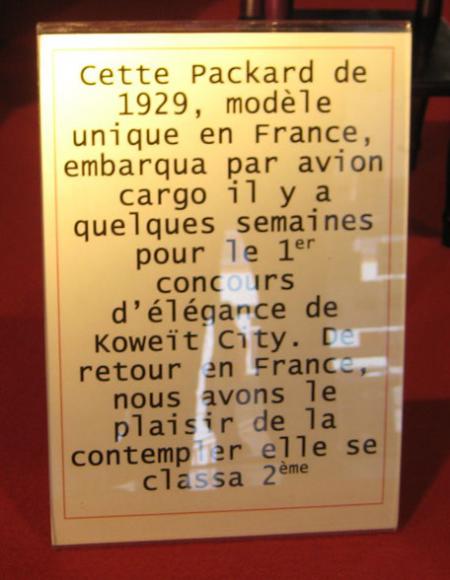 Cette Packard de
1929, modèle
unique en France,
embarqua par avion
cargo il y a
quelques semaines
pour le 1er
concours
d'élégance de
Koweït City. De
retour en France,
nous avons le
plaisir de la
contempler elle se
classa 2ème